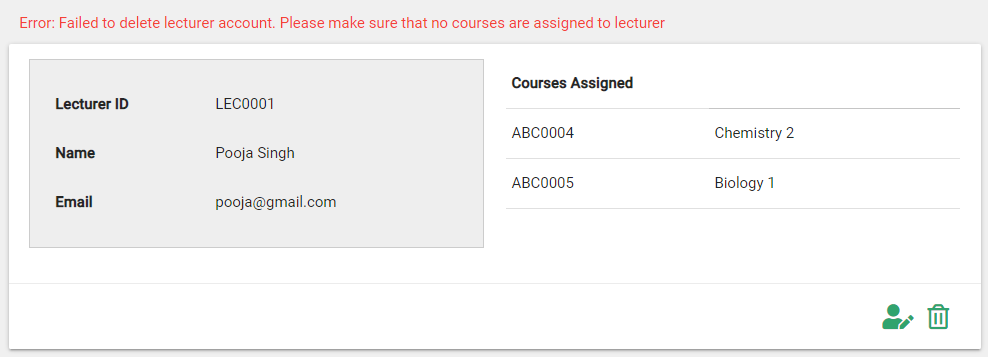 Error: Failed to delete lecturer account. Please make sure that no courses are assigned to lecturer
Lecturer ID LEC0001
Name Pooja Singh
Email pooja@gmail.com
Courses Assigned
ABC0004 Chemistry 2
ABC0005 Biology 1